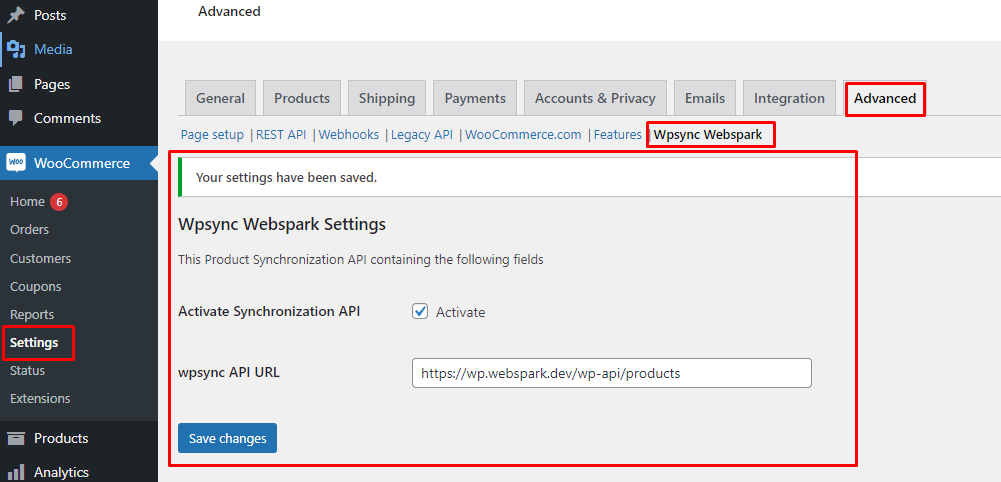 Posts
Media
Pages
Comments
WooCommerce
Home 6
Orders
Customers
Coupons
Reports
Settings
Status
Extensions
Products
Analytics
Advanced
General Products Shipping Payments Accounts & Privacy Emails Integration Advanced
Page setup | REST API | Webhooks | Legacy API | WooCommerce.com | Features | Wpsync Webspark
Your settings have been saved.
Wpsync Webspark Settings
This Product Synchronization API containing the following fields
Activate Synchronization API Activate
wpsync API URL https://wp.webspark.dev/wp-api/products
Save changes